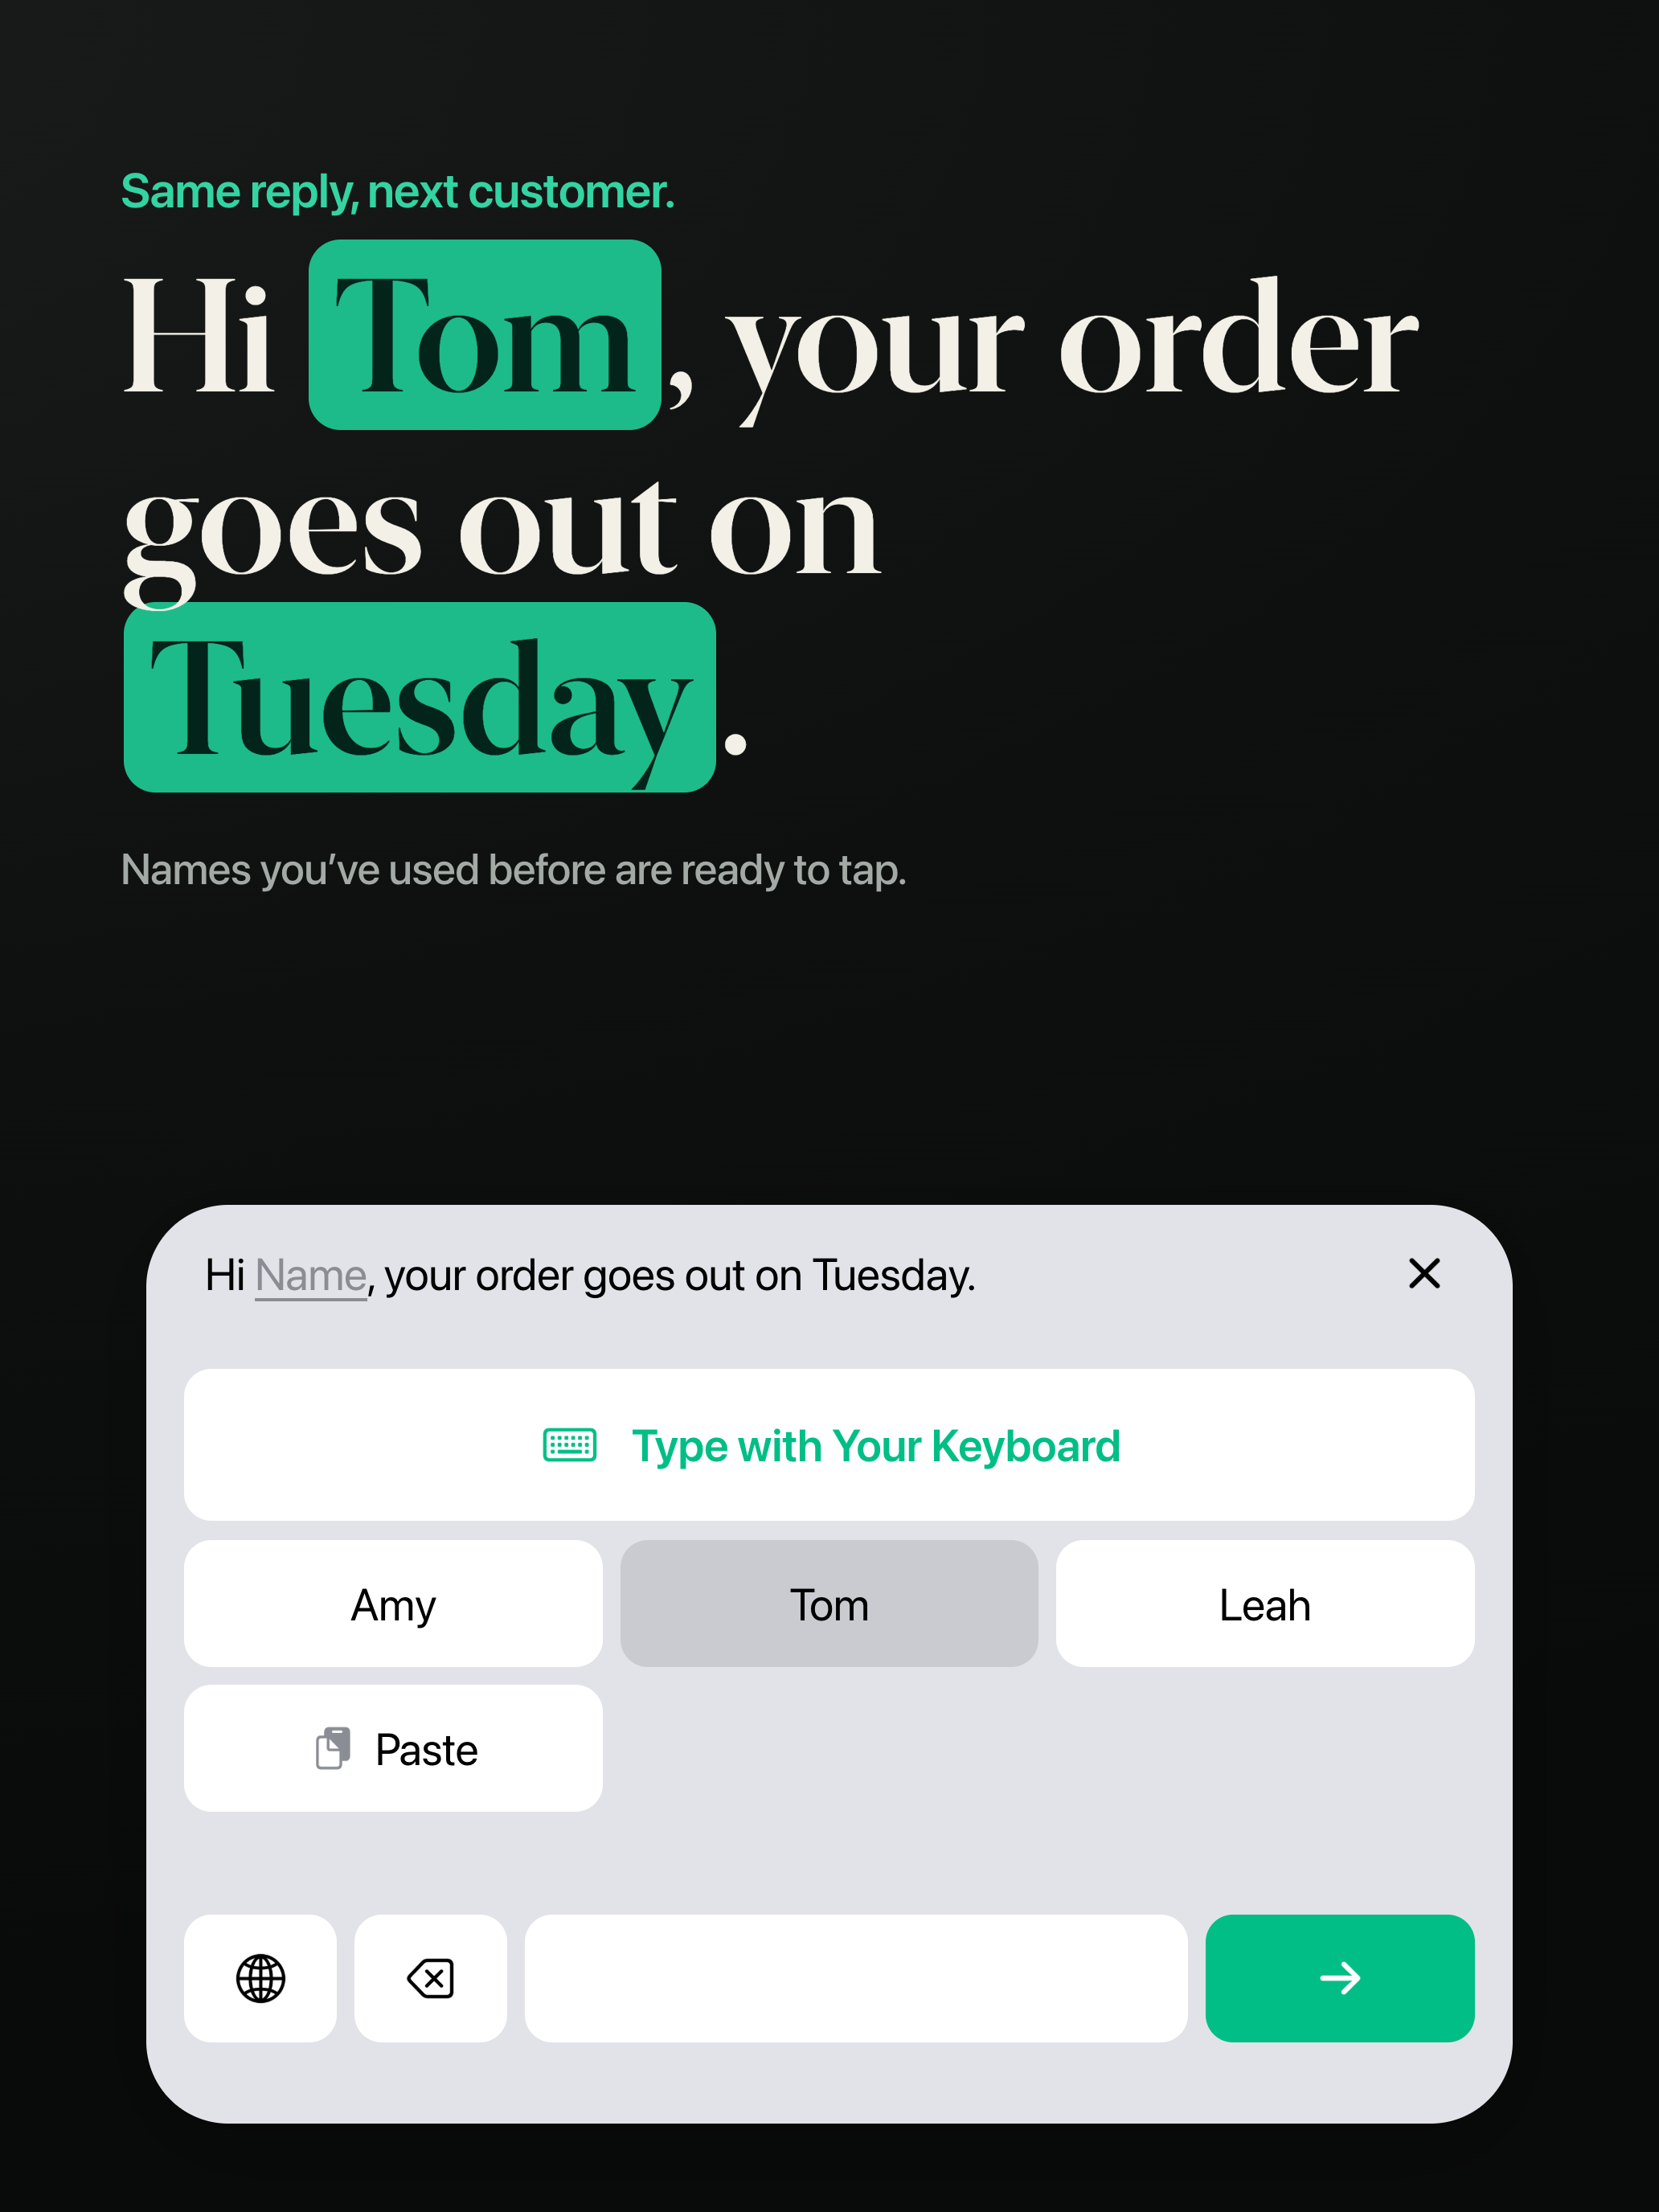 Same reply, next customer.
Hi Tom, your order
goes out on
Tuesday.
Names you’ve used before are ready to tap.
Hi Name, your order goes out on Tuesday.
Type with Your Keyboard
Amy
Tom
Leah
Paste